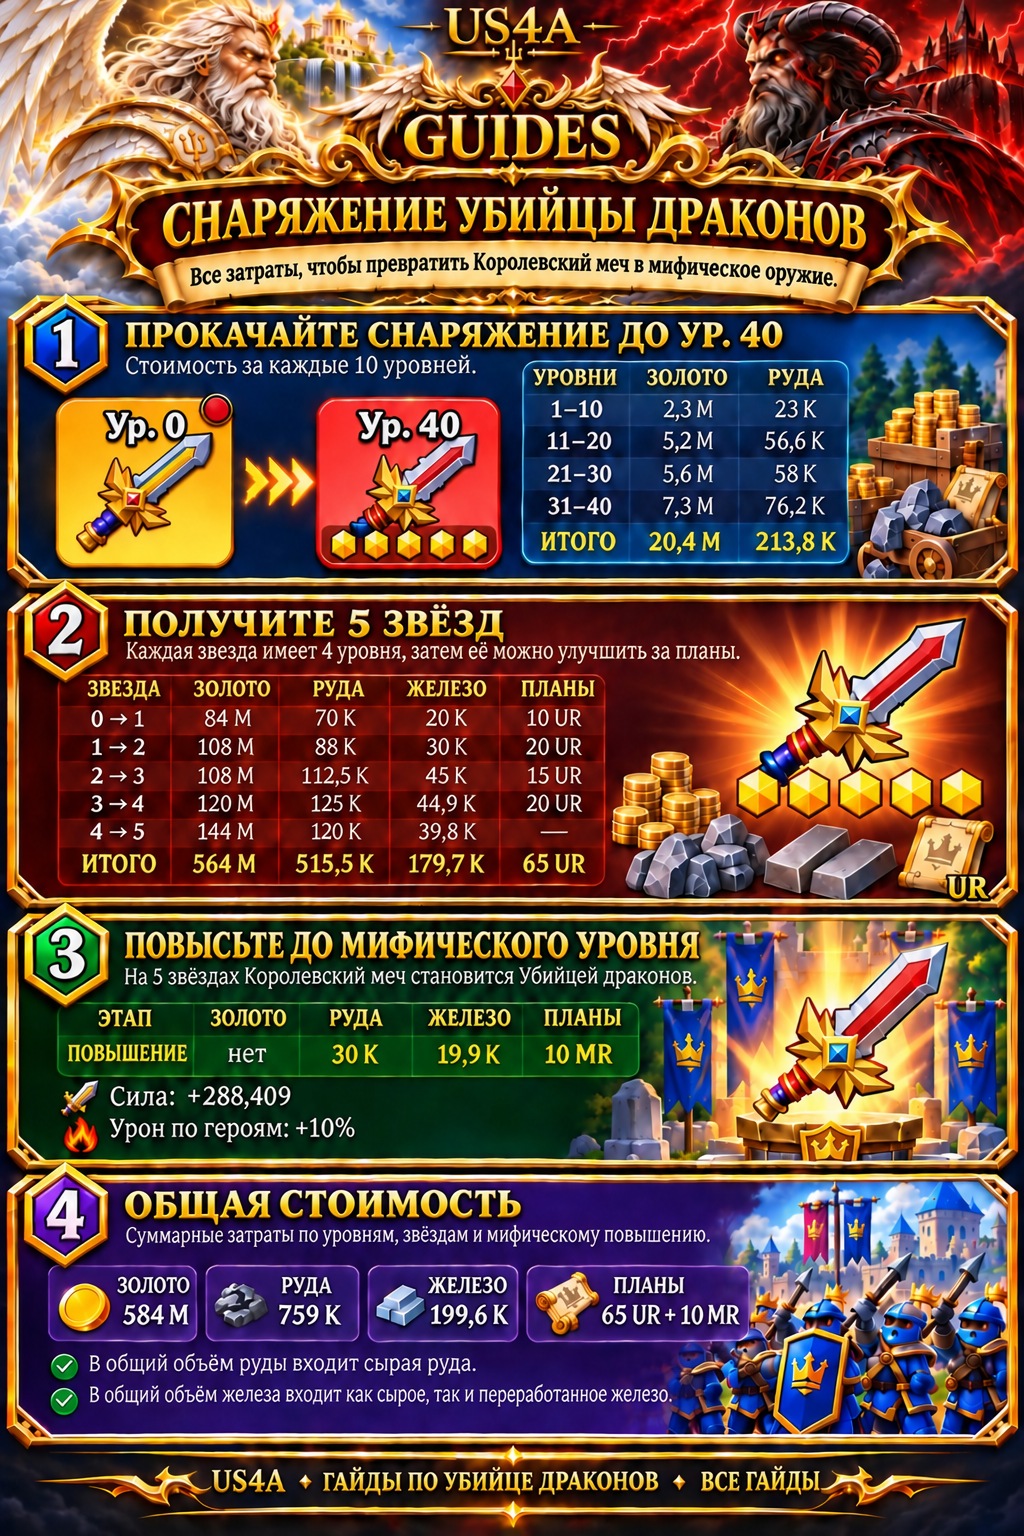 US4A
GUIDES
СНАРЯЖЕНИЕ УБИЙЦЫ ДРАКОНОВ
Все затраты, чтобы превратить Королевский меч в мифическое оружие.
1 ПРОКАЧАЙТЕ СНАРЯЖЕНИЕ ДО УР. 40
Стоимость за каждые 10 уровней.
Ур. 0
Ур. 40
УРОВНИ ЗОЛОТО РУДА
1–10 2,3 M 23 K
11–20 5,2 M 56,6 K
21–30 5,6 M 58 K
31–40 7,3 M 76,2 K
ИТОГО 20,4 M 213,8 K
2 ПОЛУЧИТЕ 5 ЗВЁЗД
Каждая звезда имеет 4 уровня, затем её можно улучшить за планы.
ЗВЕЗДА ЗОЛОТО РУДА ЖЕЛЕЗО ПЛАНЫ
0 → 1 84 M 70 K 20 K 10 UR
1 → 2 108 M 88 K 30 K 20 UR
2 → 3 108 M 112,5 K 45 K 15 UR
3 → 4 120 M 125 K 44,9 K 20 UR
4 → 5 144 M 120 K 39,8 K —
ИТОГО 564 M 515,5 K 179,7 K 65 UR
UR
3 ПОВЫСЬТЕ ДО МИФИЧЕСКОГО УРОВНЯ
На 5 звёздах Королевский меч становится Убийцей драконов.
ЭТАП ЗОЛОТО РУДА ЖЕЛЕЗО ПЛАНЫ
ПОВЫШЕНИЕ нет 30 K 19,9 K 10 MR
Сила: +288,409
Урон по героям: +10%
4 ОБЩАЯ СТОИМОСТЬ
Суммарные затраты по уровням, звёздам и мифическому повышению.
ЗОЛОТО
584 M
РУДА
759 K
ЖЕЛЕЗО
199,6 K
ПЛАНЫ
65 UR + 10 MR
В общий объём руды входит сырая руда.
В общий объём железа входит как сырое, так и переработанное железо.
US4A ✦ ГАЙДЫ ПО УБИЙЦЕ ДРАКОНОВ ✦ ВСЕ ГАЙДЫ